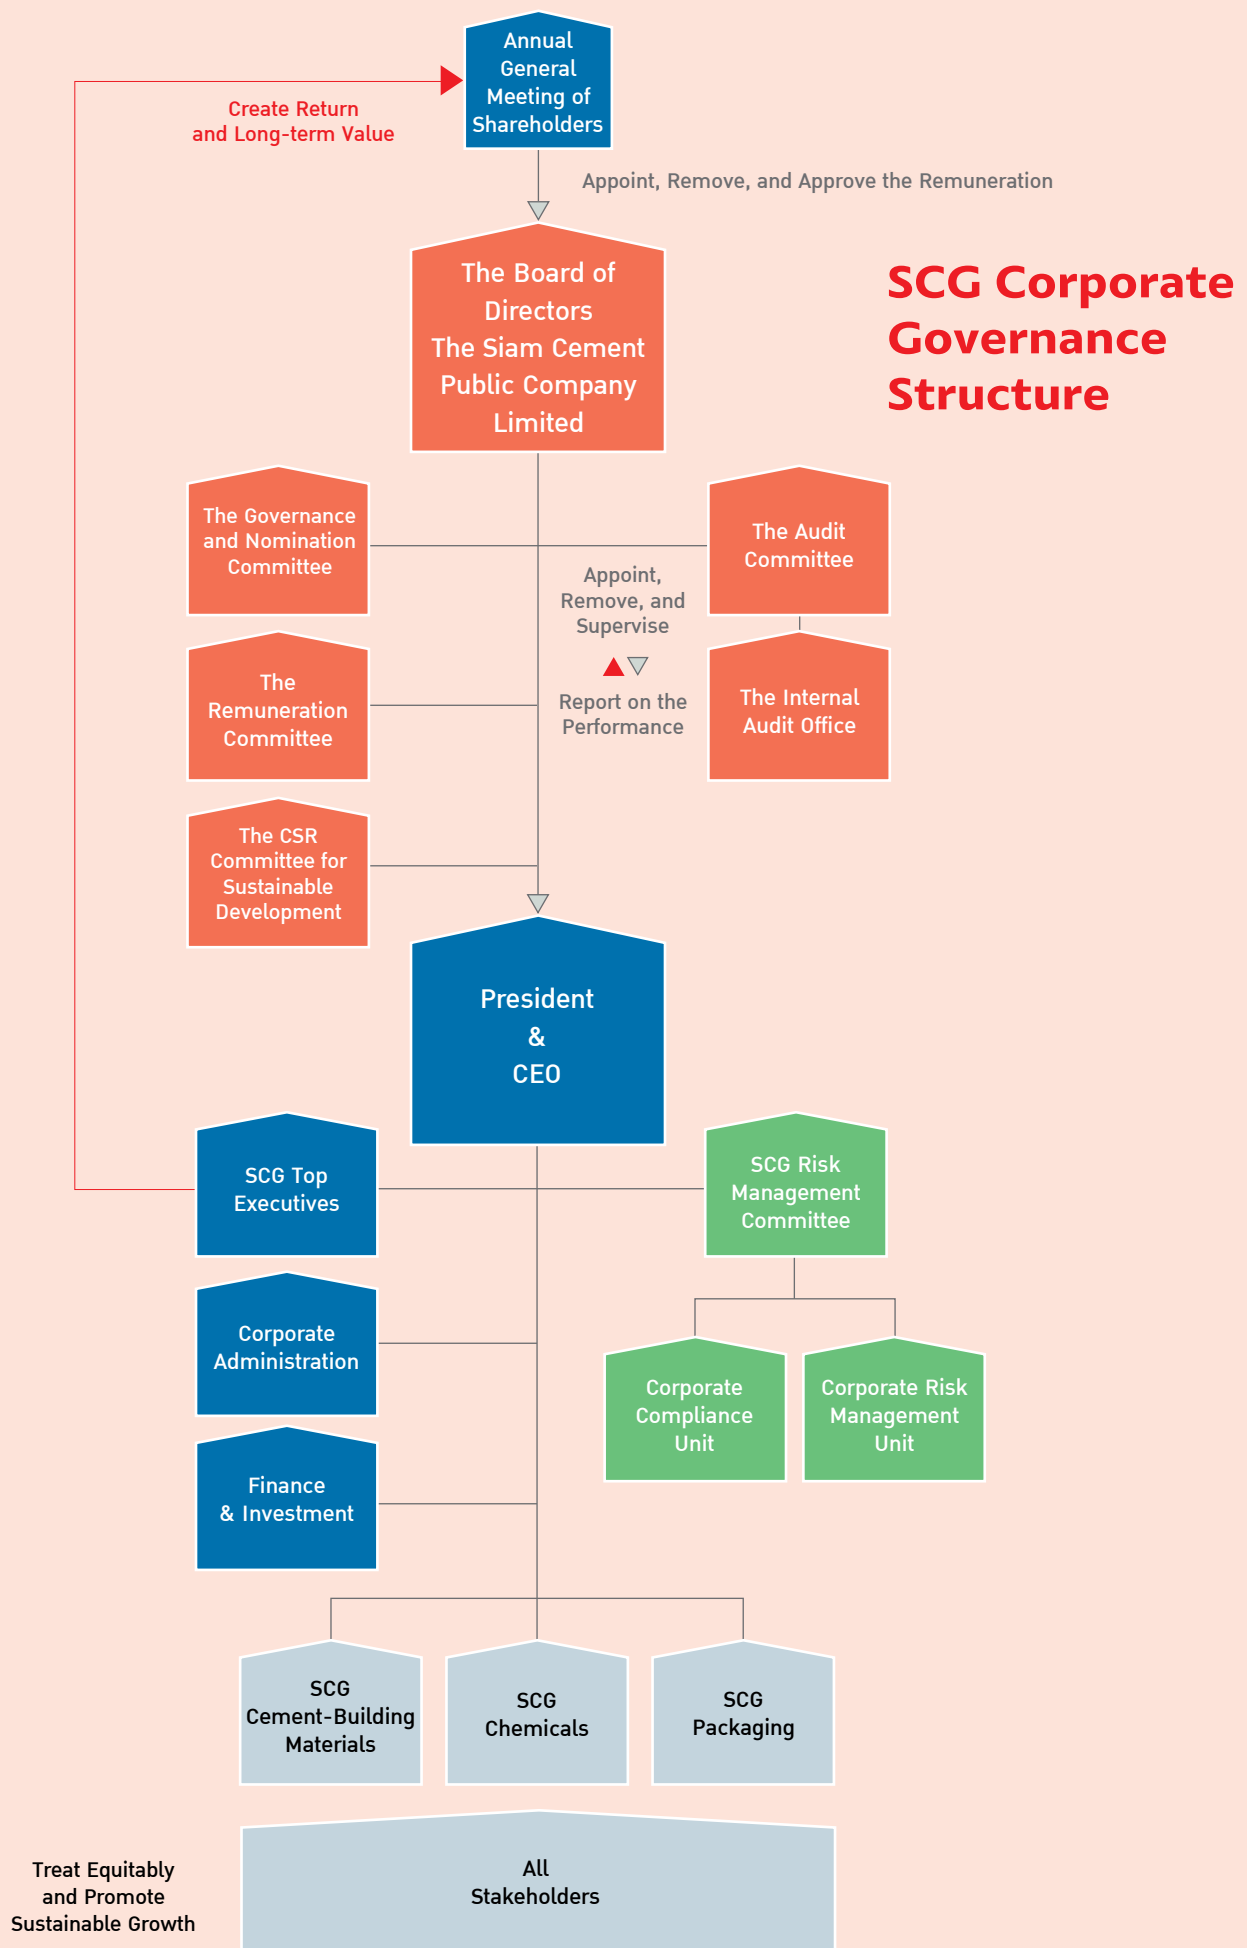 Annual
General
Meeting of
Shareholders
Create Return
and Long-term Value
Appoint, Remove, and Approve the Remuneration
The Board of
Directors
The Siam Cement
Public Company
Limited
SCG Corporate
Governance
Structure
The Governance
and Nomination
Committee
The Audit
Committee
Appoint,
Remove, and
Supervise
Report on the
Performance
The
Remuneration
Committee
The Internal
Audit Office
The CSR
Committee for
Sustainable
Development
President
&
CEO
SCG Top
Executives
SCG Risk
Management
Committee
Corporate
Administration
Corporate
Compliance
Unit
Corporate Risk
Management
Unit
Finance
& Investment
SCG
Cement-Building
Materials
SCG
Chemicals
SCG
Packaging
Treat Equitably
and Promote
Sustainable Growth
All
Stakeholders